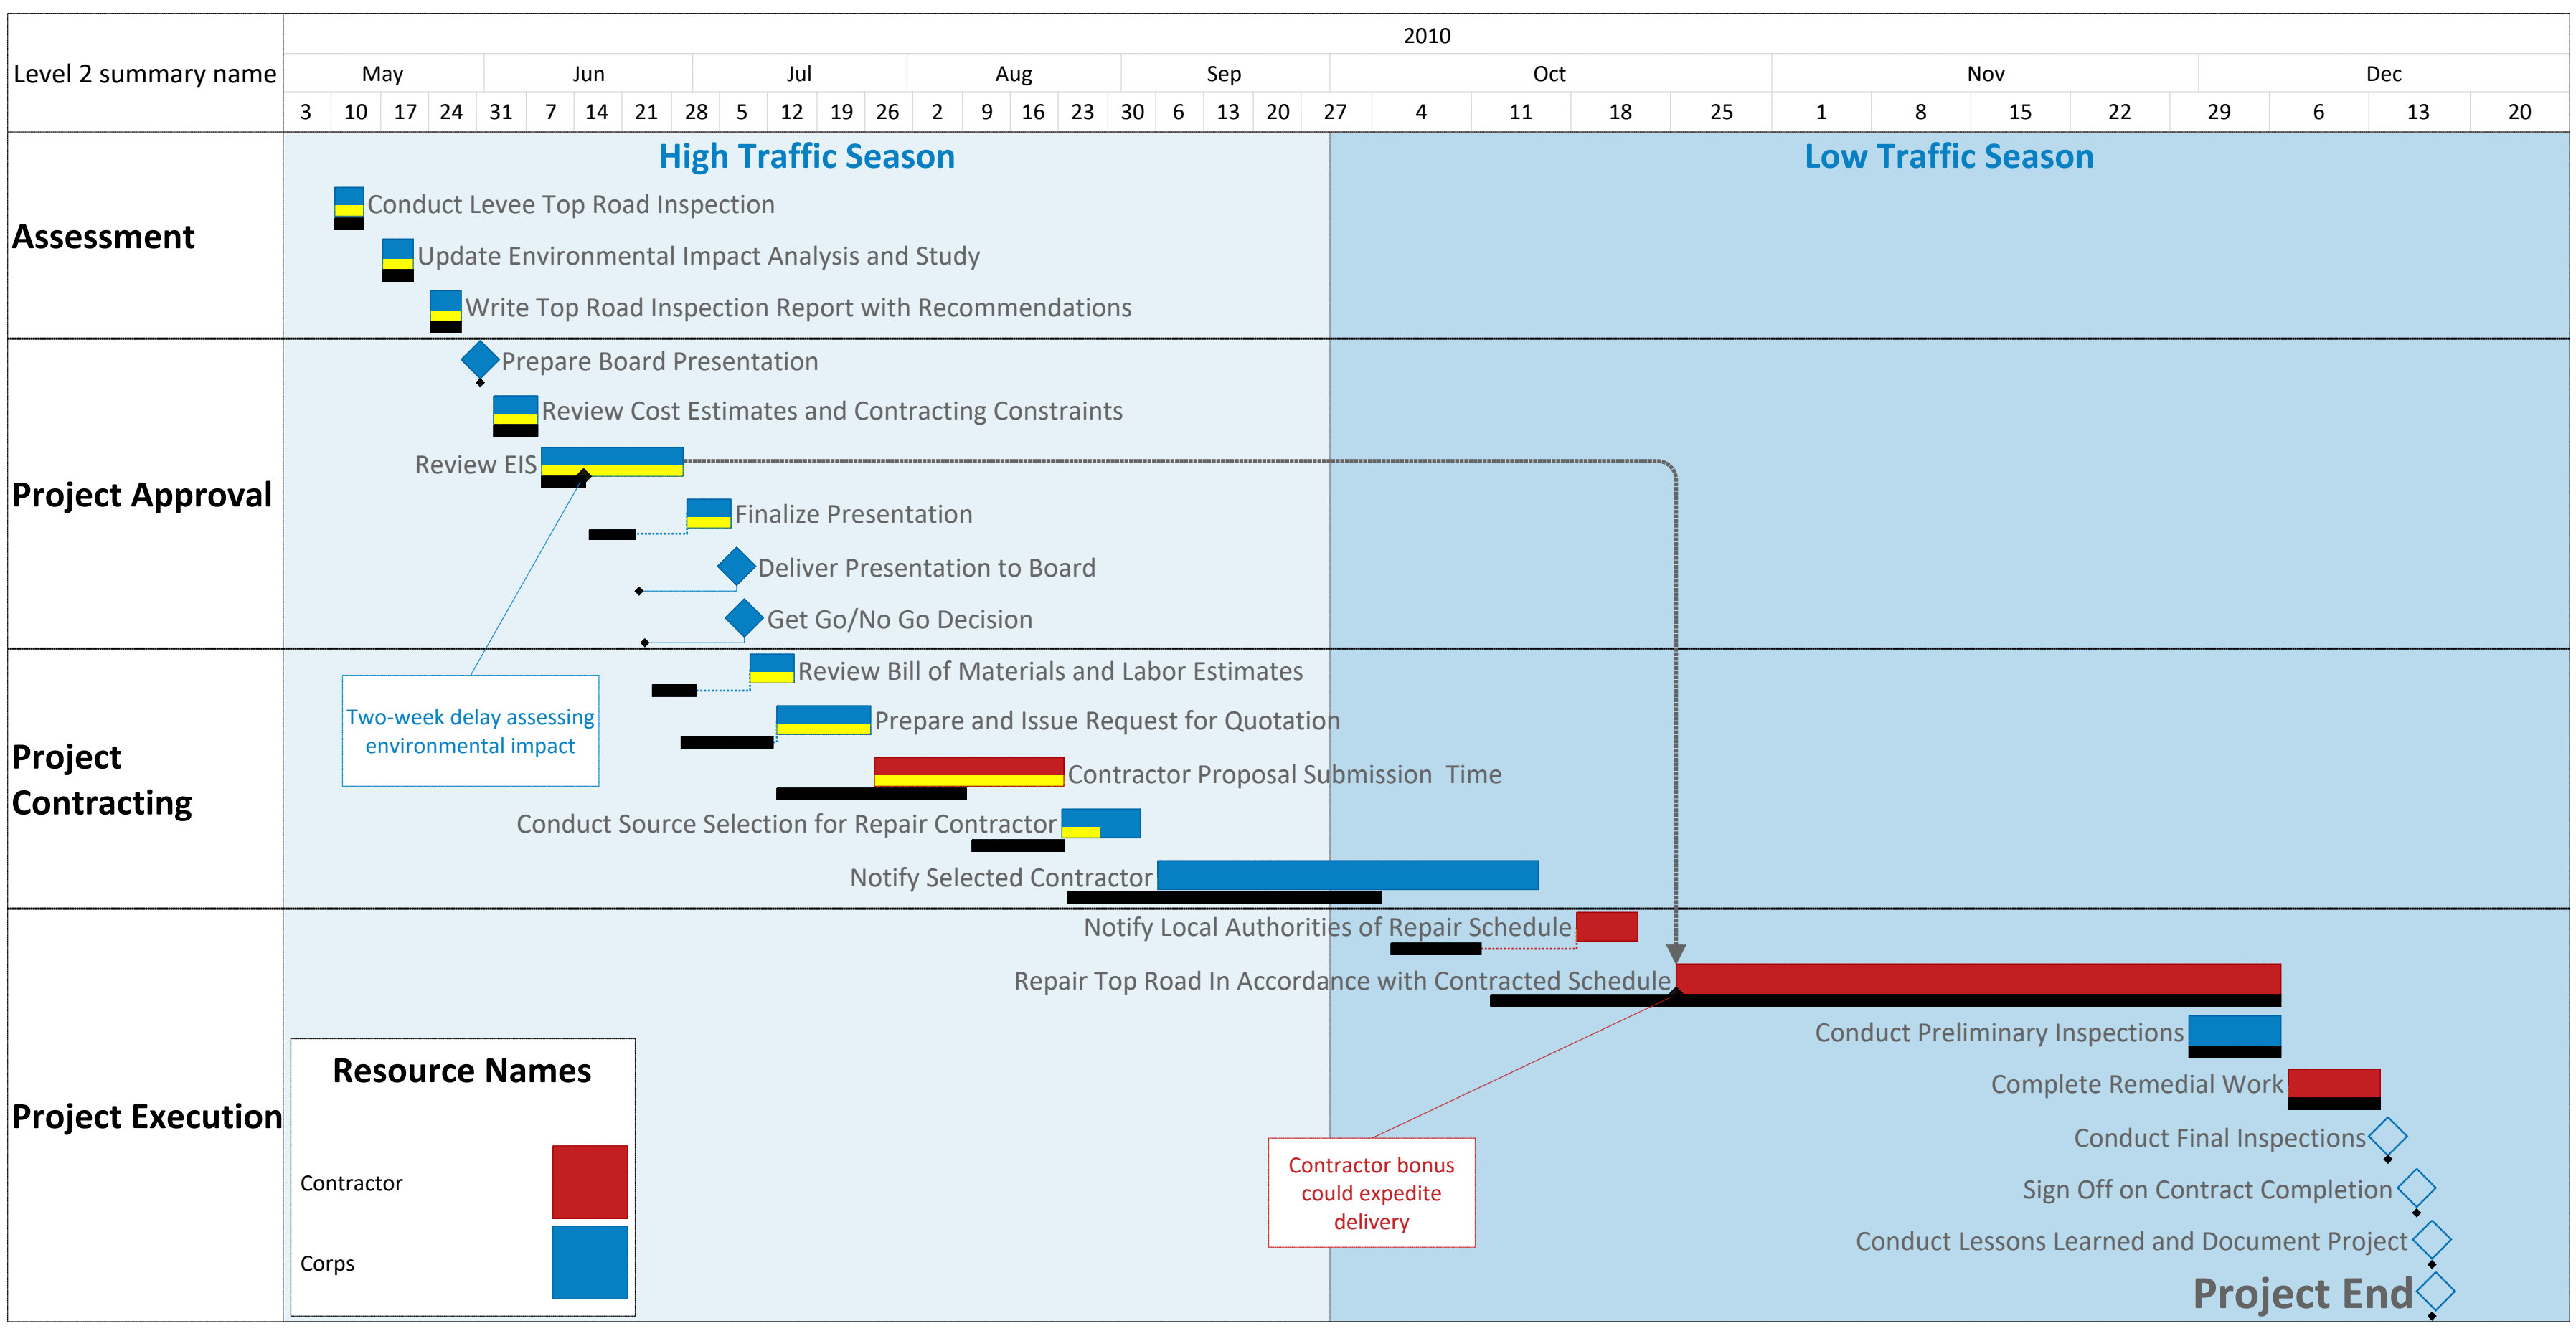 2010
Level 2 summary name
May Jun Jul Aug Sep Oct Nov Dec
3 10 17 24 31 7 14 21 28 5 12 19 26 2 9 16 23 30 6 13 20 27 4 11 18 25 1 8 15 22 29 6 13 20
High Traffic Season
Low Traffic Season
Assessment
Conduct Levee Top Road Inspection
Update Environmental Impact Analysis and Study
Write Top Road Inspection Report with Recommendations
Project Approval
Prepare Board Presentation
Review Cost Estimates and Contracting Constraints
Review EIS
Finalize Presentation
Deliver Presentation to Board
Get Go/No Go Decision
Project
Contracting
Review Bill of Materials and Labor Estimates
Two-week delay assessing
environmental impact
Prepare and Issue Request for Quotation
Contractor Proposal Submission  Time
Conduct Source Selection for Repair Contractor
Notify Selected Contractor
Project Execution
Notify Local Authorities of Repair Schedule
Repair Top Road In Accordance with Contracted Schedule
Conduct Preliminary Inspections
Complete Remedial Work
Conduct Final Inspections
Contractor bonus
could expedite
delivery
Sign Off on Contract Completion
Conduct Lessons Learned and Document Project
Project End
Resource Names
Contractor
Corps